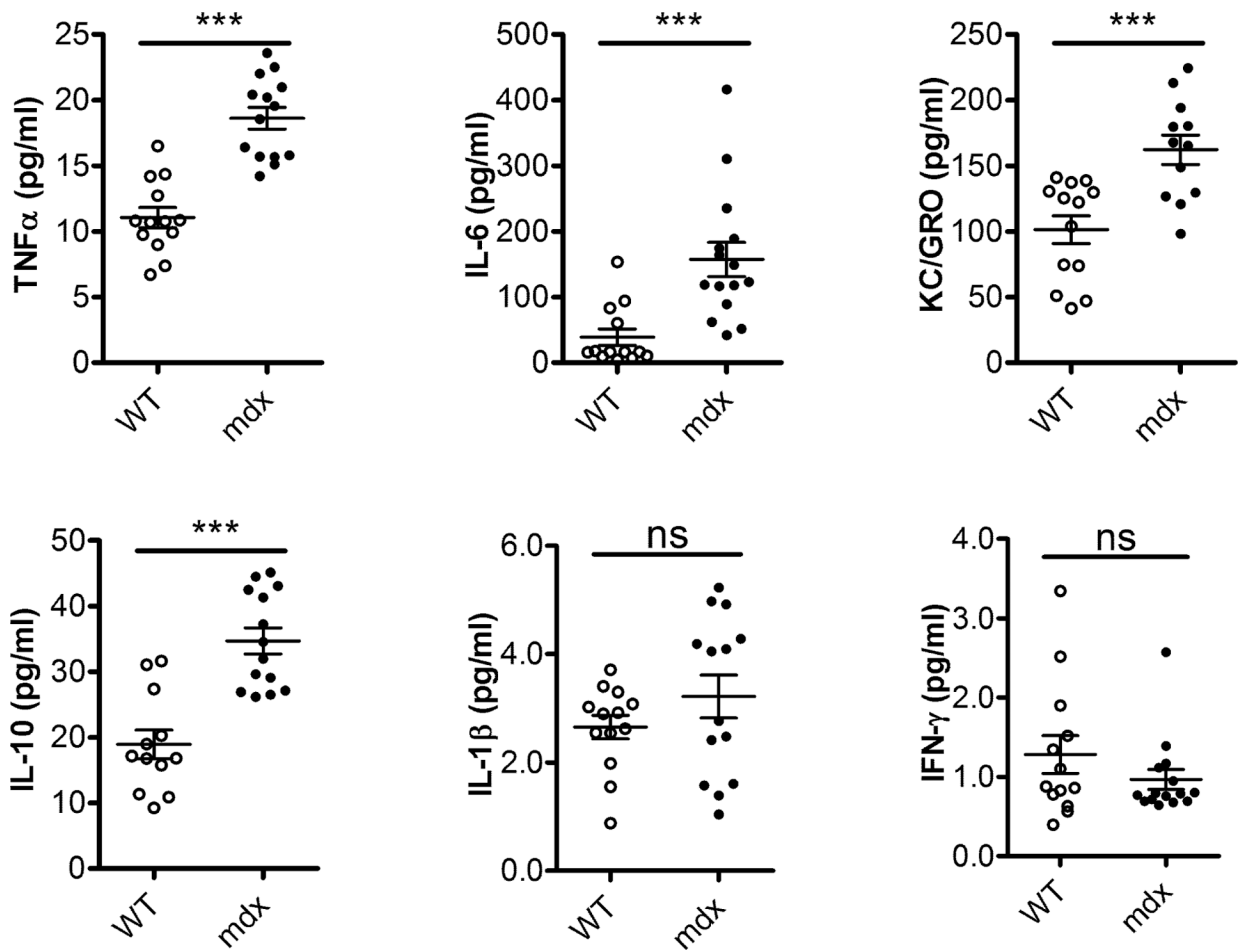 ***
TNFα (pg/ml)
25
20
15
10
5
0
WT
mdx
***
IL-6 (pg/ml)
500
400
300
200
100
0
WT
mdx
***
KC/GRO (pg/ml)
250
200
150
100
50
0
WT
mdx
***
IL-10 (pg/ml)
50
40
30
20
10
0
WT
mdx
ns
IL-1β (pg/ml)
6.0
4.0
2.0
0.0
WT
mdx
ns
IFN-γ (pg/ml)
4.0
3.0
2.0
1.0
0.0
WT
mdx